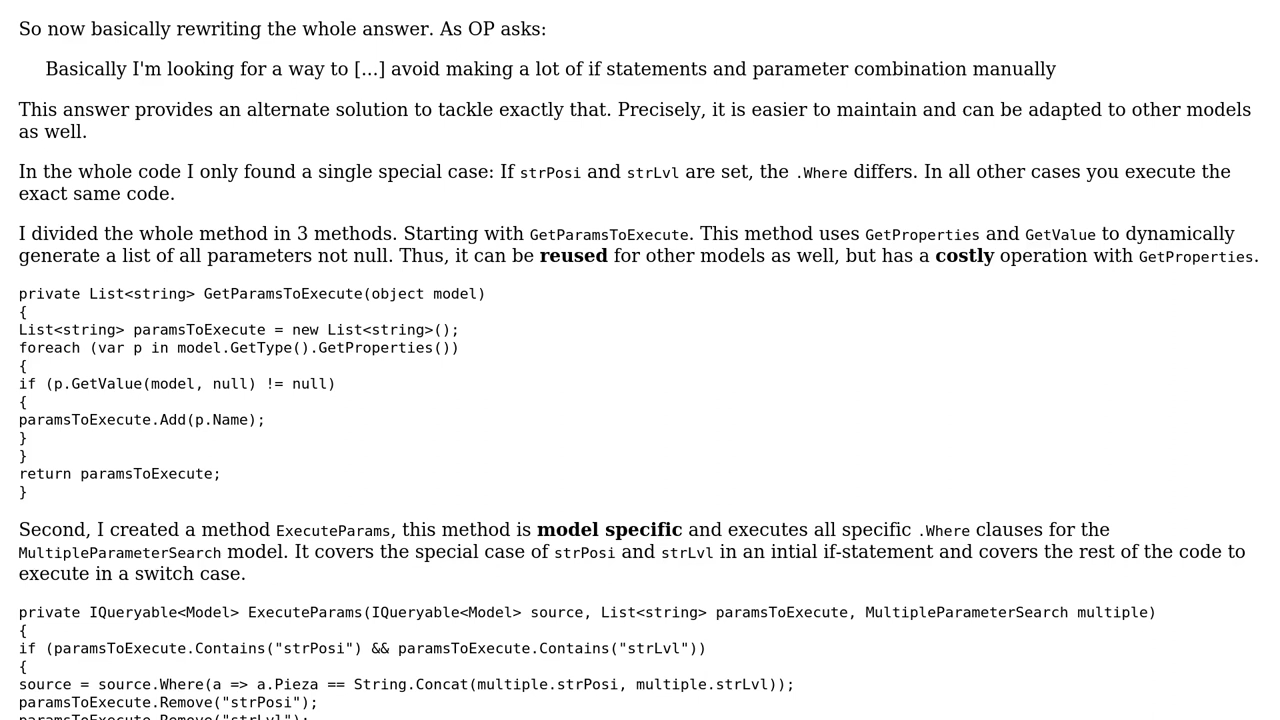 So now basically rewriting the whole answer. As OP asks:
Basically I'm looking for a way to [...] avoid making a lot of if statements and parameter combination manually
This answer provides an alternate solution to tackle exactly that. Precisely, it is easier to maintain and can be adapted to other models
as well.
In the whole code I only found a single special case: If strPosi and strLvl are set, the .Where differs. In all other cases you execute the
exact same code.
I divided the whole method in 3 methods. Starting with GetParamsToExecute. This method uses GetProperties and GetValue to dynamically
generate a list of all parameters not null. Thus, it can be reused for other models as well, but has a costly operation with GetProperties.
private List<string> GetParamsToExecute(object model)
{
List<string> paramsToExecute = new List<string>();
foreach (var p in model.GetType().GetProperties())
{
if (p.GetValue(model, null) != null)
{
paramsToExecute.Add(p.Name);
}
}
return paramsToExecute;
}
Second, I created a method ExecuteParams, this method is model specific and executes all specific .Where clauses for the
MultipleParameterSearch model. It covers the special case of strPosi and strLvl in an intial if-statement and covers the rest of the code to
execute in a switch case.
private IQueryable<Model> ExecuteParams(IQueryable<Model> source, List<string> paramsToExecute, MultipleParameterSearch multiple)
{
if (paramsToExecute.Contains("strPosi") && paramsToExecute.Contains("strLvl"))
{
source = source.Where(a => a.Pieza == String.Concat(multiple.strPosi, multiple.strLvl));
paramsToExecute.Remove("strPosi");
paramsToExecute.Remove("strLvl");